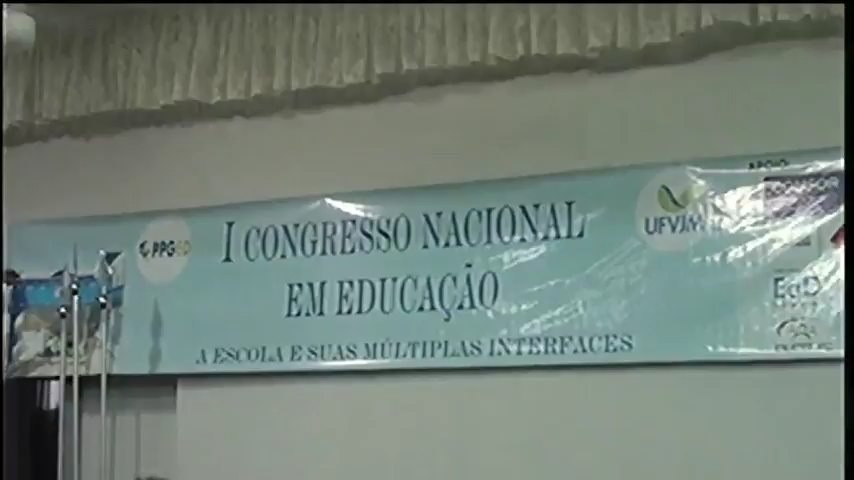 PPGED
I CONGRESSO NACIONAL
EM EDUCAÇÃO
A ESCOLA E SUAS MÚLTIPLAS INTERFACES
UFVJM
APOIO
EaD